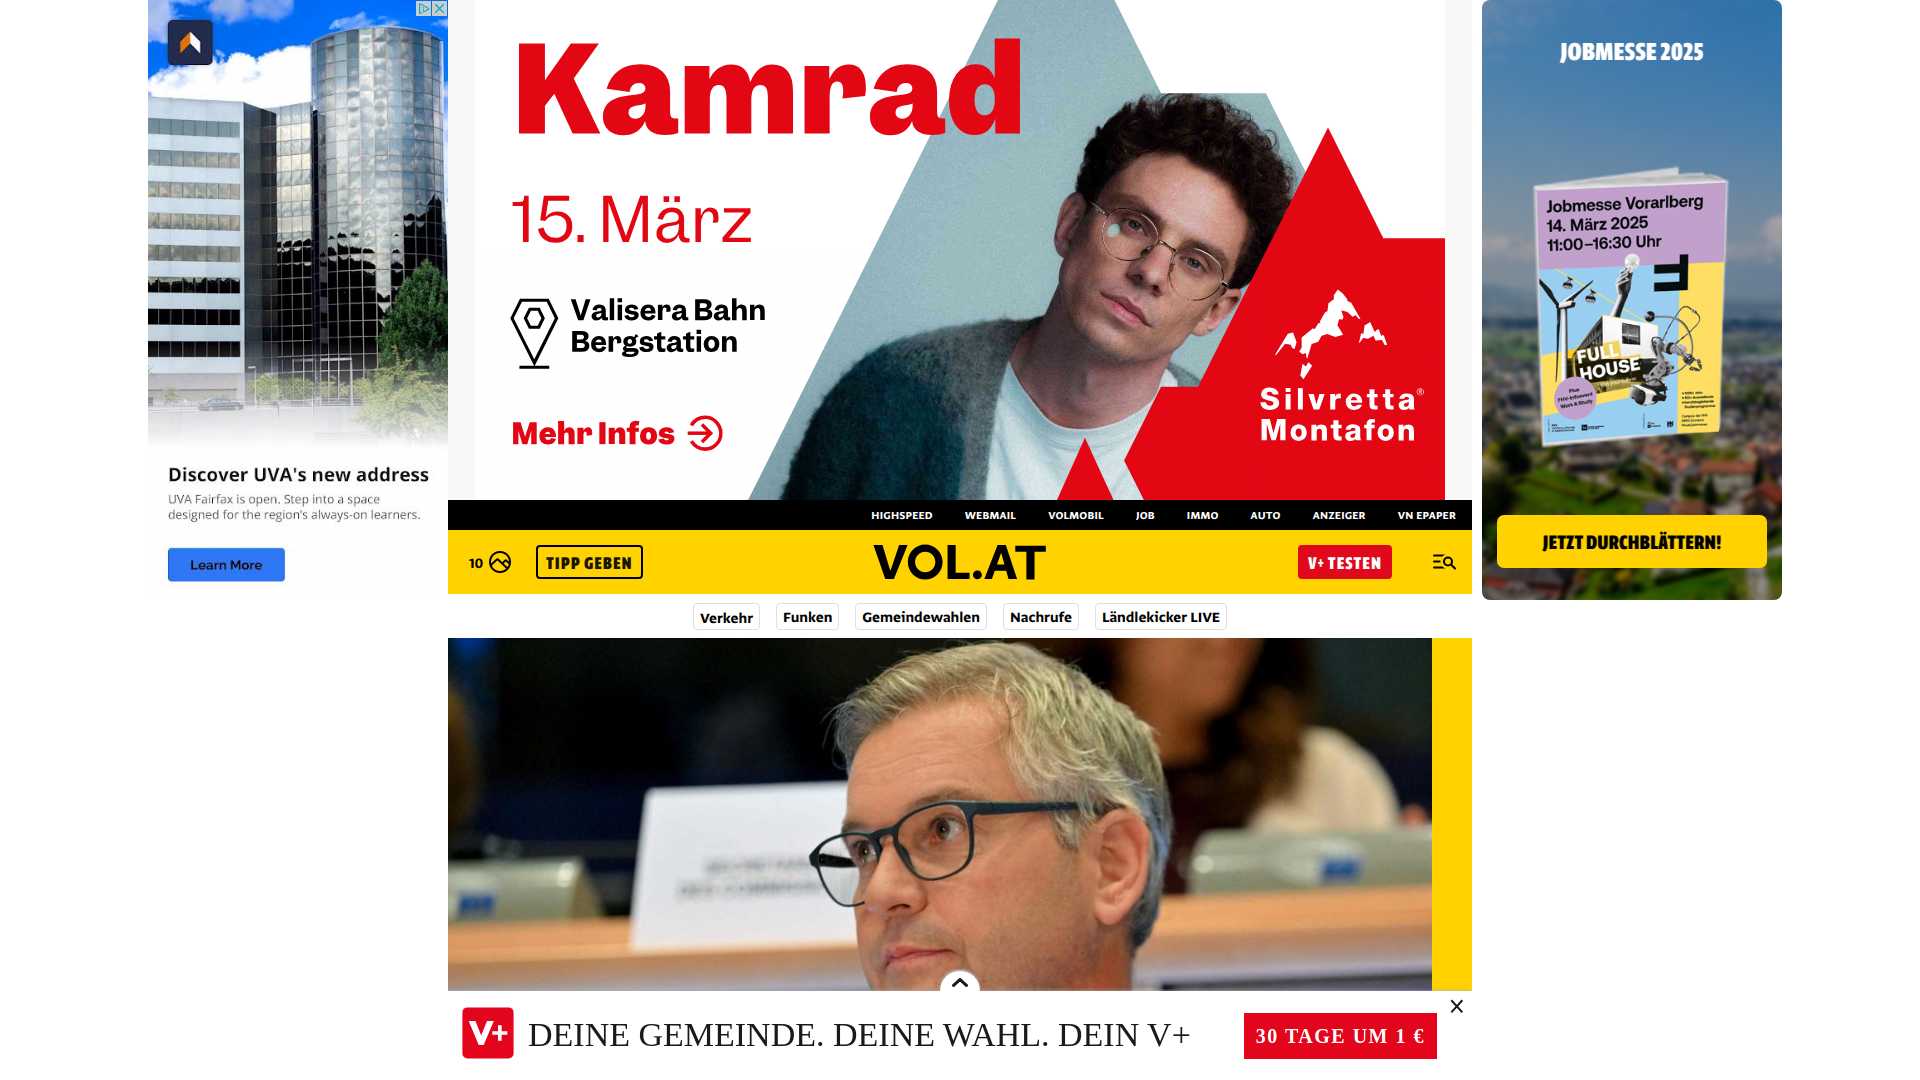 Discover UVA's new address
UVA Fairfax is open. Step into a space
designed for the region's always-on learners.
Learn More
Kamrad
15. März
Valisera Bahn
Bergstation
Mehr Infos
Silvretta®
Montafon
JOBMESSE 2025
Jobmesse Vorarlberg
14. März 2025
11:00–16:30 Uhr
FULL
HOUSE
JETZT DURCHBLÄTTERN!
HIGHSPEED WEBMAIL VOLMOBIL JOB IMMO AUTO ANZEIGER VN EPAPER
10 TIPP GEBEN VOL.AT V+ TESTEN
Verkehr Funken Gemeindewahlen Nachrufe Ländlekicker LIVE
V+ DEINE GEMEINDE. DEINE WAHL. DEIN V+ 30 TAGE UM 1 €